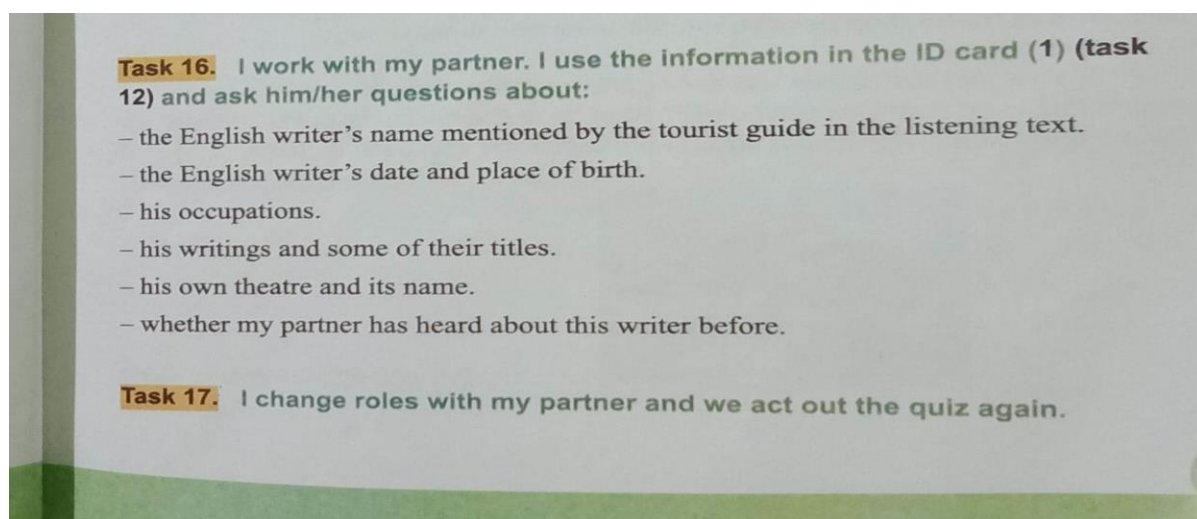 Task 16. I work with my partner. I use the information in the ID card (1) (task
12) and ask him/her questions about:
– the English writer’s name mentioned by the tourist guide in the listening text.
– the English writer’s date and place of birth.
– his occupations.
– his writings and some of their titles.
– his own theatre and its name.
– whether my partner has heard about this writer before.
Task 17. I change roles with my partner and we act out the quiz again.